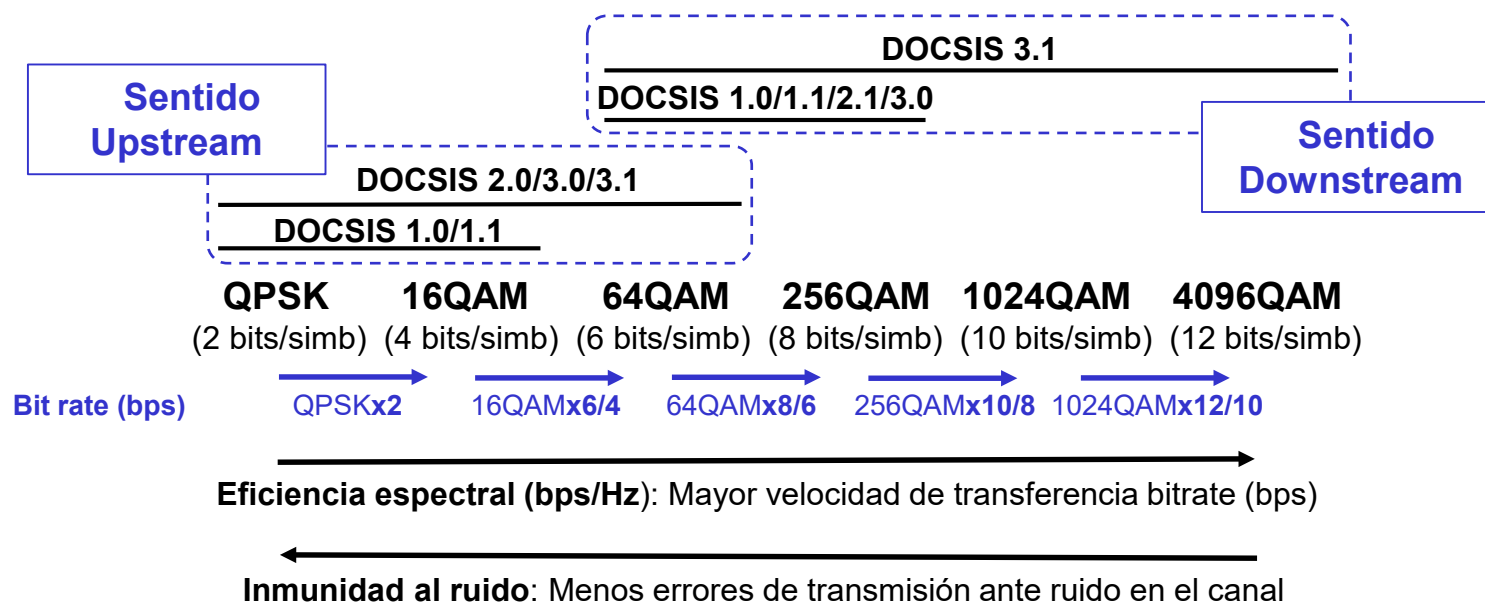 DOCSIS 3.1
DOCSIS 1.0/1.1/2.1/3.0
Sentido
Upstream
Sentido
Downstream
DOCSIS 2.0/3.0/3.1
DOCSIS 1.0/1.1
QPSK 16QAM 64QAM 256QAM 1024QAM 4096QAM
(2 bits/simb) (4 bits/simb) (6 bits/simb) (8 bits/simb) (10 bits/simb) (12 bits/simb)
Bit rate (bps) QPSKx2 16QAMx6/4 64QAMx8/6 256QAMx10/8 1024QAMx12/10
Eficiencia espectral (bps/Hz): Mayor velocidad de transferencia bitrate (bps)
Inmunidad al ruido: Menos errores de transmisión ante ruido en el canal